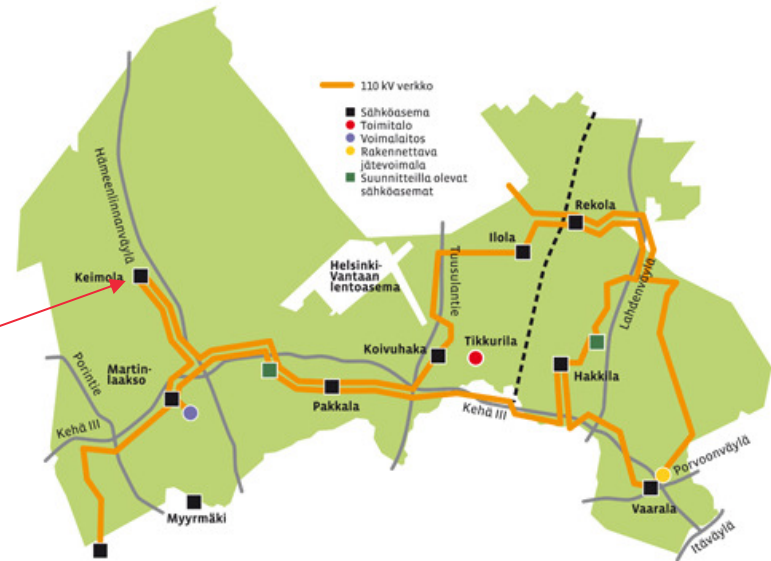 110 kV verkko
Sähköasema
Toimitalo
Voimalaitos
Rakennettava
jätevoimala
Suunnitteilla olevat
sähköasemat
Hämeenlinnanväylä
Keimola
Porintie
Martin-
laakso
Kehä III
Myyrmäki
Helsinki-
Vantaan
lentoasema
Tuusulantie
Ilola
Rekola
Lahdenväylä
Koivuhaka
Tikkurila
Pakkala
Kehä III
Hakkila
Porvoonväylä
Vaarala
Itäväylä